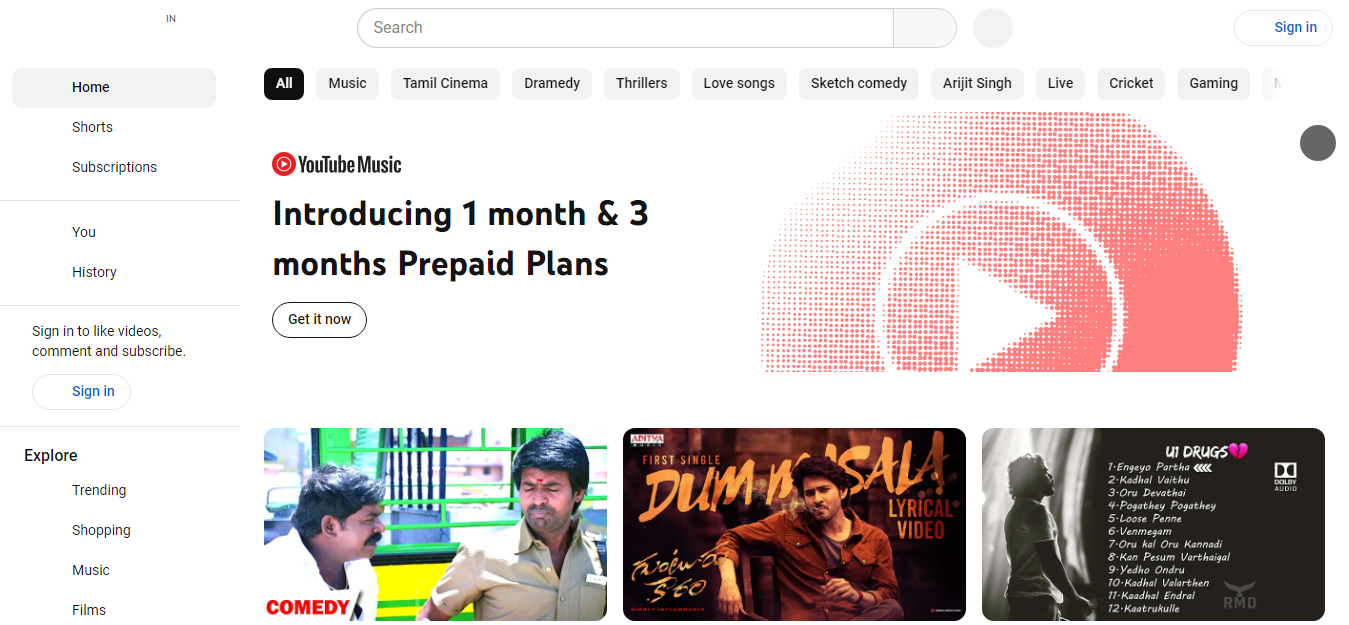 IN
Search
Sign in
Home
Shorts
Subscriptions
You
History
Sign in to like videos,
comment and subscribe.
Sign in
Explore
Trending
Shopping
Music
Films
All
Music
Tamil Cinema
Dramedy
Thrillers
Love songs
Sketch comedy
Arijit Singh
Live
Cricket
Gaming
YouTube Music
Introducing 1 month & 3
months Prepaid Plans
Get it now
COMEDY
ADITYA
MUSIC
FIRST SINGLE
DUM MASALA
LYRICAL
VIDEO
గుంటూరు
కారం
HIGHLY INFLAMMABLE
U1 DRUGS💔
1·Engeyo Partha
2·Kadhal Vaithu
3·Oru Devathai
4·Pogathey Pogathey
5·Loose Penne
6·Venmegam
7·Oru kal Oru Kannadi
8·Kan Pesum Varthaigal
9·Yedho Ondru
10·Kadhal Valarthen
11·Kaadhal Endral
12·Kaatrukulle
DOLBY
AUDIO
RMD